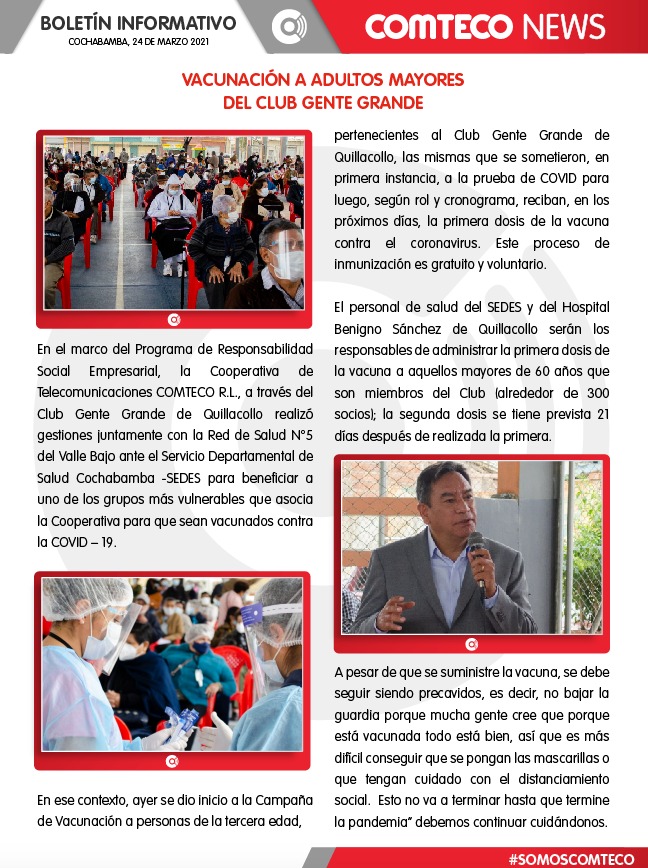 BOLETÍN INFORMATIVO
COCHABAMBA, 24 DE MARZO 2021
COMTECO NEWS
VACUNACIÓN A ADULTOS MAYORES
DEL CLUB GENTE GRANDE
En el marco del Programa de Responsabilidad
Social Empresarial, la Cooperativa de
Telecomunicaciones COMTECO R.L., a través del
Club Gente Grande de Quillacollo realizó
gestiones juntamente con la Red de Salud N°5
del Valle Bajo ante el Servicio Departamental de
Salud Cochabamba -SEDES para beneficiar a
uno de los grupos más vulnerables que asocia
la Cooperativa para que sean vacunados contra
la COVID – 19.
En ese contexto, ayer se dio inicio a la Campaña
de Vacunación a personas de la tercera edad,
pertenecientes al Club Gente Grande de
Quillacollo, las mismas que se sometieron, en
primera instancia, a la prueba de COVID para
luego, según rol y cronograma, reciban, en los
próximos días, la primera dosis de la vacuna
contra el coronavirus. Este proceso de
inmunización es gratuito y voluntario.
El personal de salud del SEDES y del Hospital
Benigno Sánchez de Quillacollo serán los
responsables de administrar la primera dosis de
la vacuna a aquellos mayores de 60 años que
son miembros del Club (alrededor de 300
socios); la segunda dosis se tiene prevista 21
días después de realizada la primera.
A pesar de que se suministre la vacuna, se debe
seguir siendo precavidos, es decir, no bajar la
guardia porque mucha gente cree que porque
está vacunada todo está bien, así que es más
difícil conseguir que se pongan las mascarillas o
que tengan cuidado con el distanciamiento
social. Esto no va a terminar hasta que termine
la pandemia” debemos continuar cuidándonos.
#SOMOSCOMTECO